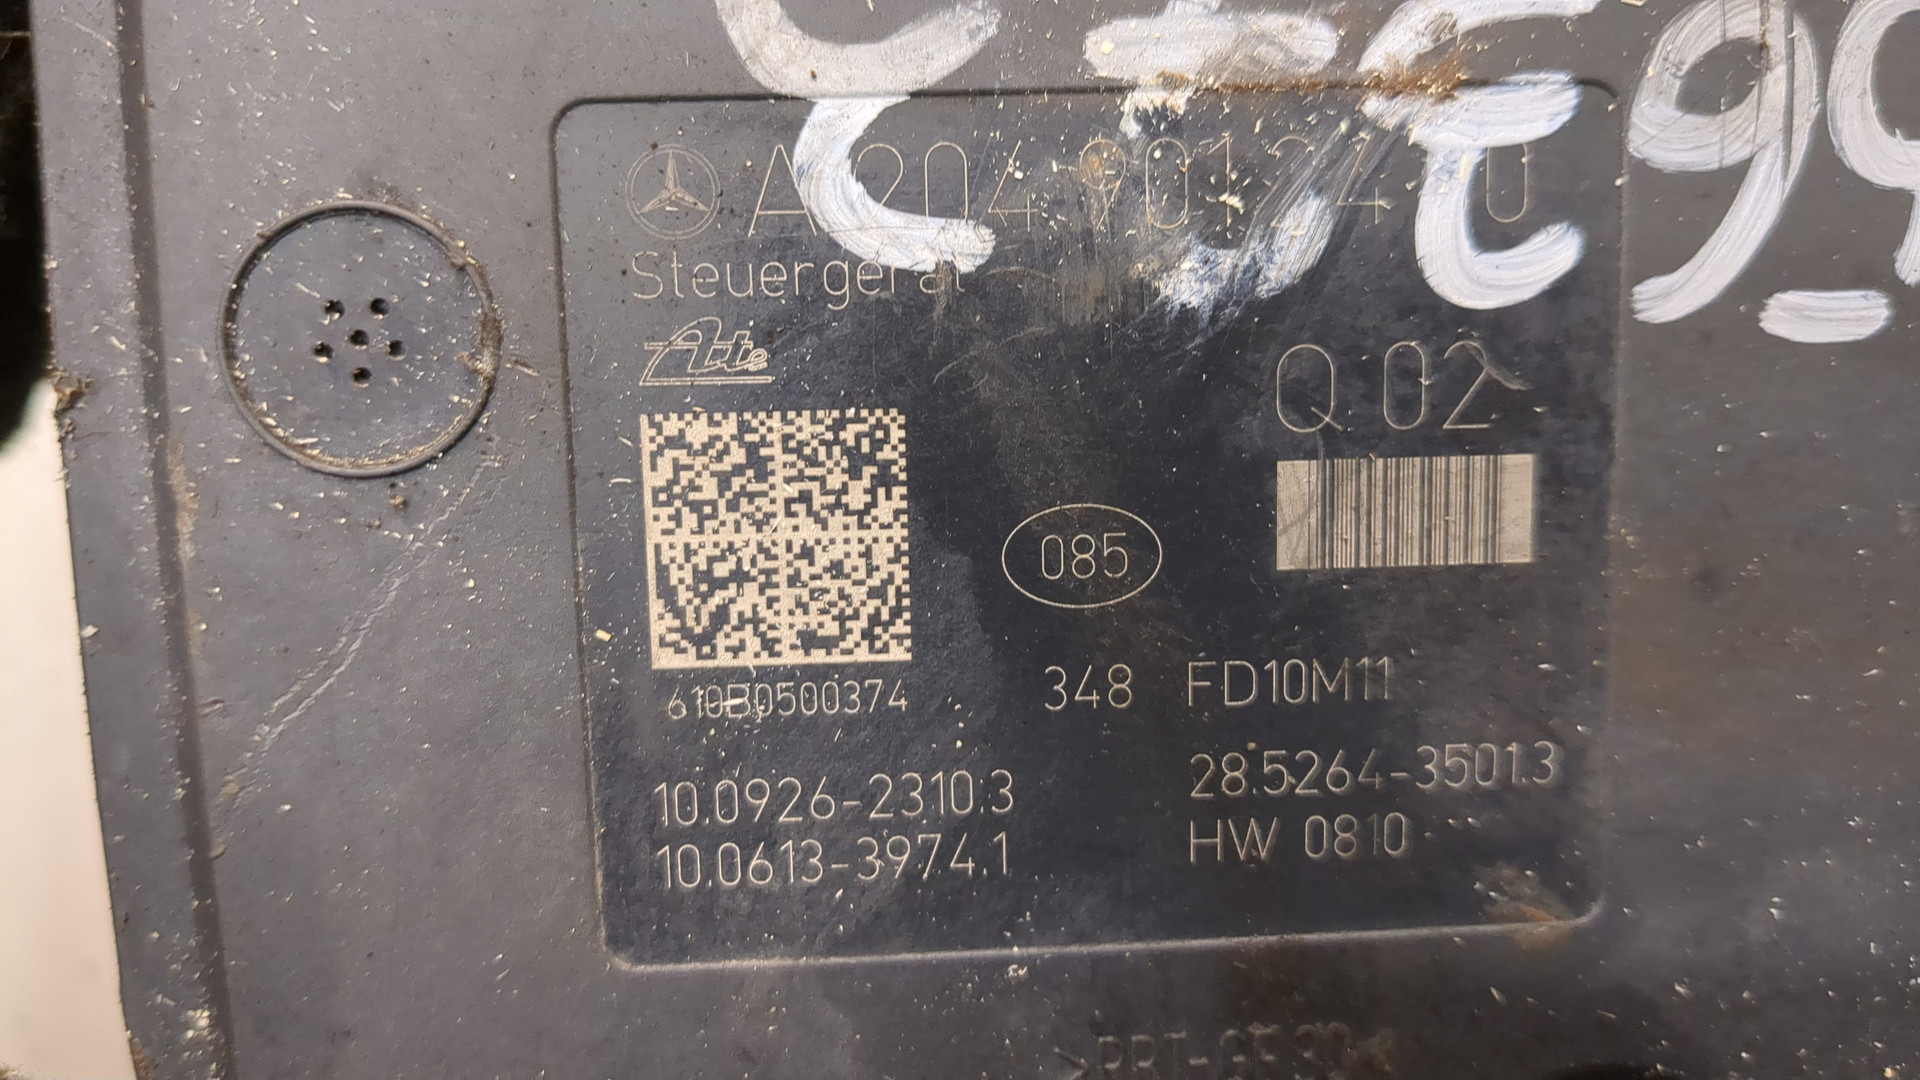 A 204 901 24 0
Steuergerät
Ate
Q 02
085
610B0500374
348 FD10M11
10.0926-2310.3
28.5264-3501.3
10.0613-3974.1
HW 0810